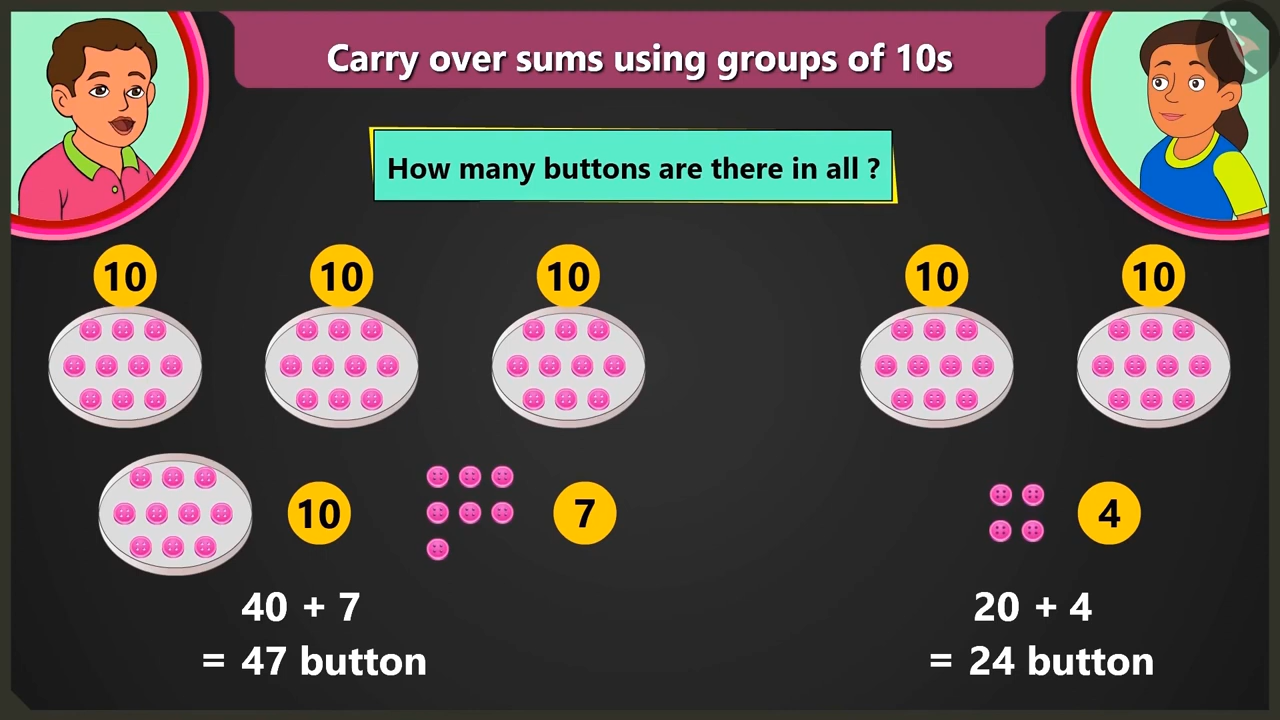 Carry over sums using groups of 10s
How many buttons are there in all ?
10 10 10 10 10
10 7 4
40 + 7
= 47 button
20 + 4
= 24 button